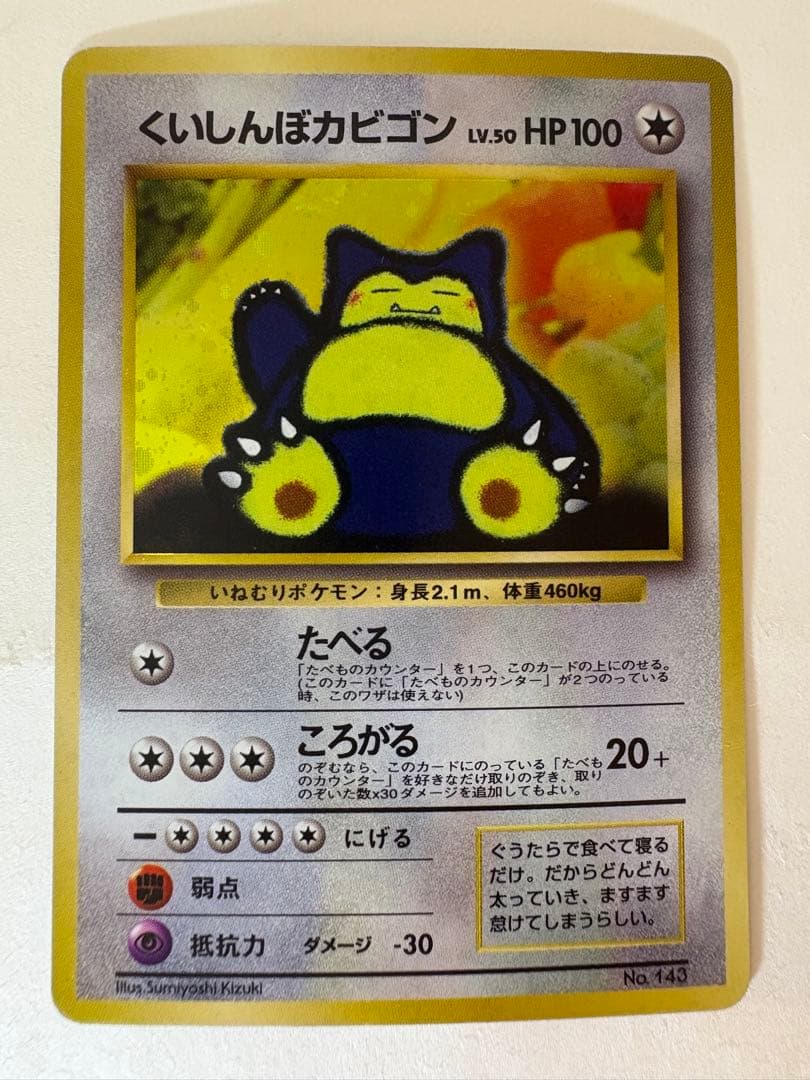 くいしんぼカビゴン LV.50 HP100
いねむりポケモン：身長2.1m、体重460kg
たべる
「たべものカウンター」を1つ、このカードの上にのせる。
(このカードに「たべものカウンター」が2つのっている
時、このワザは使えない)
ころがる 20+
のぞむなら、このカードにのっている「たべも
のカウンター」を好きなだけ取りのぞき、取り
のぞいた数x30ダメージを追加してもよい。
− にげる
弱点
抵抗力 ダメージ -30
ぐうたらで食べて寝る
だけ。だからどんどん
太っていき、ますます
怠けてしまうらしい。
Illus. Sumiyoshi Kizuki
No. 143